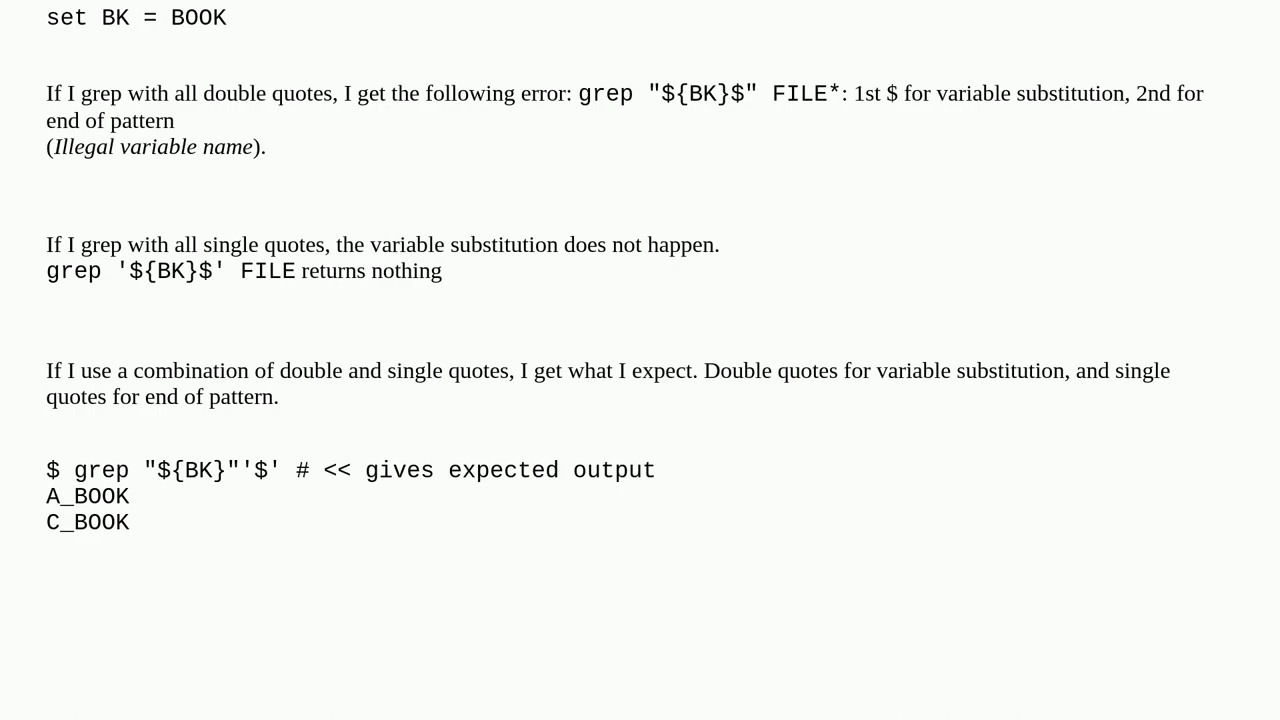 set BK = BOOK
If I grep with all double quotes, I get the following error: grep "${BK}$" FILE*: 1st $ for variable substitution, 2nd for
end of pattern
(Illegal variable name).
If I grep with all single quotes, the variable substitution does not happen.
grep '${BK}$' FILE returns nothing
If I use a combination of double and single quotes, I get what I expect. Double quotes for variable substitution, and single
quotes for end of pattern.
$ grep "${BK}"'$' # << gives expected output
A_BOOK
C_BOOK